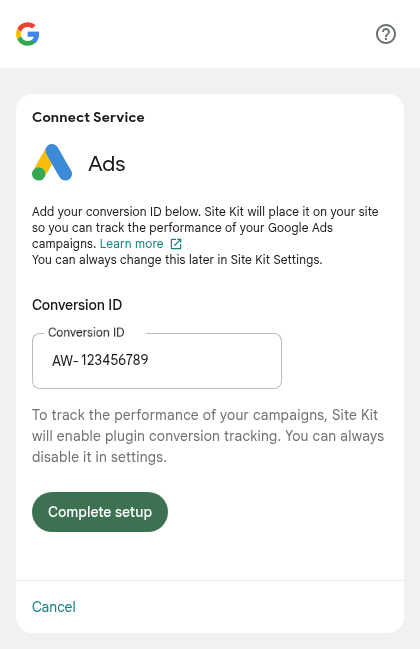 Connect Service
Ads
Add your conversion ID below. Site Kit will place it on your site
so you can track the performance of your Google Ads
campaigns. Learn more
You can always change this later in Site Kit Settings.
Conversion ID
Conversion ID
AW- 123456789
To track the performance of your campaigns, Site Kit
will enable plugin conversion tracking. You can always
disable it in settings.
Complete setup
Cancel